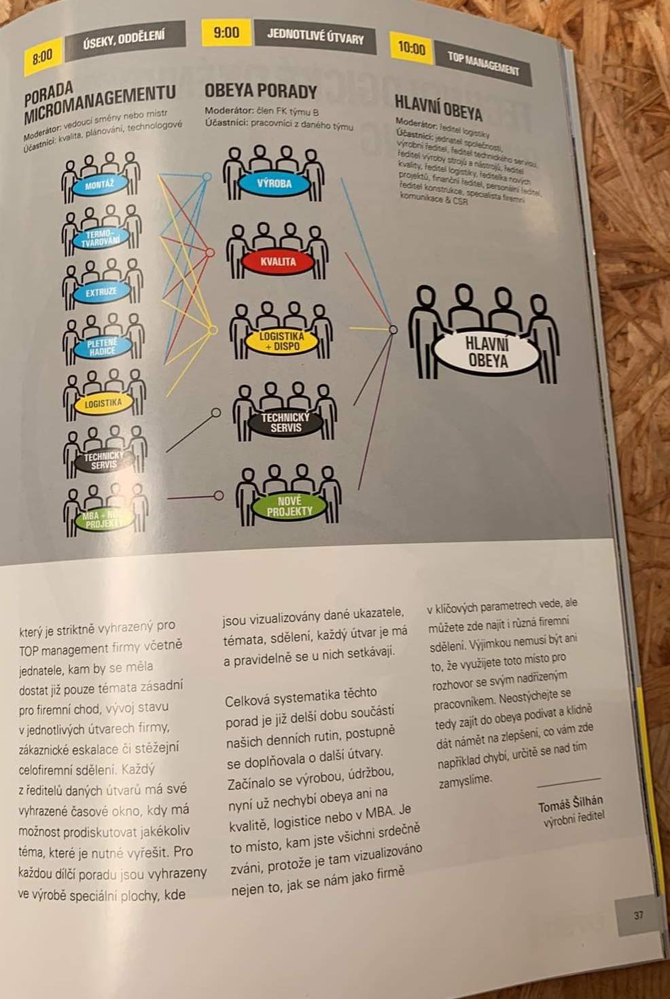 8:00 ÚSEKY, ODDĚLENÍ
PORADA
MICROMANAGEMENTU
Moderátor: vedoucí směny nebo mistr
Účastníci: kvalita, plánování, technologové
MONTÁŽ
TERMO-
TVAROVÁNÍ
EXTRUZE
PLETENÉ
HADICE
LOGISTIKA
TECHNICKÝ
SERVIS
MBA +
PROJEKTY
9:00 JEDNOTLIVÉ ÚTVARY
OBEYA PORADY
Moderátor: člen FK týmu B
Účastníci: pracovníci z daného týmu
VÝROBA
KVALITA
LOGISTIKA
+ DISPO
TECHNICKÝ
SERVIS
NOVÉ
PROJEKTY
10:00 TOP MANAGEMENT
HLAVNÍ OBEYA
Moderátor: ředitel logistiky
Účastníci: jednatel společnosti,
výrobní ředitel, ředitel technického servisu,
ředitel výroby strojů a nástrojů, ředitel
kvality, ředitel logistiky, ředitelka nových
projektů, finanční ředitel, personální ředitel,
ředitel konstrukce, specialista firemní
komunikace & CSR
HLAVNÍ
OBEYA
který je striktně vyhrazený pro
TOP management firmy včetně
jednatele, kam by se měla
dostat již pouze témata zásadní
pro firemní chod, vývoj stavu
v jednotlivých útvarech firmy,
zákaznické eskalace či stěžejní
celofiremní sdělení. Každý
z ředitelů daných útvarů má své
vyhrazené časové okno, kdy má
možnost prodiskutovat jakékoliv
téma, které je nutné vyřešit. Pro
každou dílčí poradu jsou vyhrazeny
ve výrobě speciální plochy, kde
jsou vizualizovány dané ukazatele,
témata, sdělení, každý útvar je má
a pravidelně se u nich setkávají.
Celková systematika těchto
porad je již delší dobu součástí
našich denních rutin, postupně
se doplňovala o další útvary.
Začínalo se výrobou, údržbou,
nyní už nechybí obeya ani na
kvalitě, logistice nebo v MBA. Je
to místo, kam jste všichni srdečně
zváni, protože je tam vizualizováno
nejen to, jak se nám jako firmě
v klíčových parametrech vede, ale
můžete zde najít i různá firemní
sdělení. Výjimkou nemusí být ani
to, že využijete toto místo pro
rozhovor se svým nadřízeným
pracovníkem. Neostýchejte se
tedy zajít do obeya podívat a klidně
dát námět na zlepšení, co vám zde
například chybí, určitě se nad tím
zamyslíme.
Tomáš Šilhán
výrobní ředitel
37